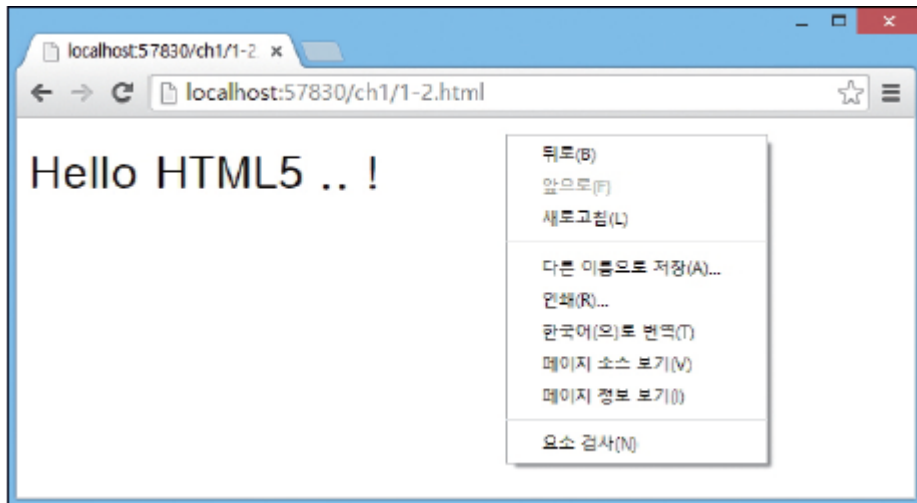 localhost:57830/ch1/1-2
localhost:57830/ch1/1-2.html
Hello HTML5 .. !
뒤로(B)
앞으로(F)
새로고침(L)
다른 이름으로 저장(A)...
인쇄(R)...
한국어(으)로 번역(T)
페이지 소스 보기(V)
페이지 정보 보기(I)
요소 검사(N)